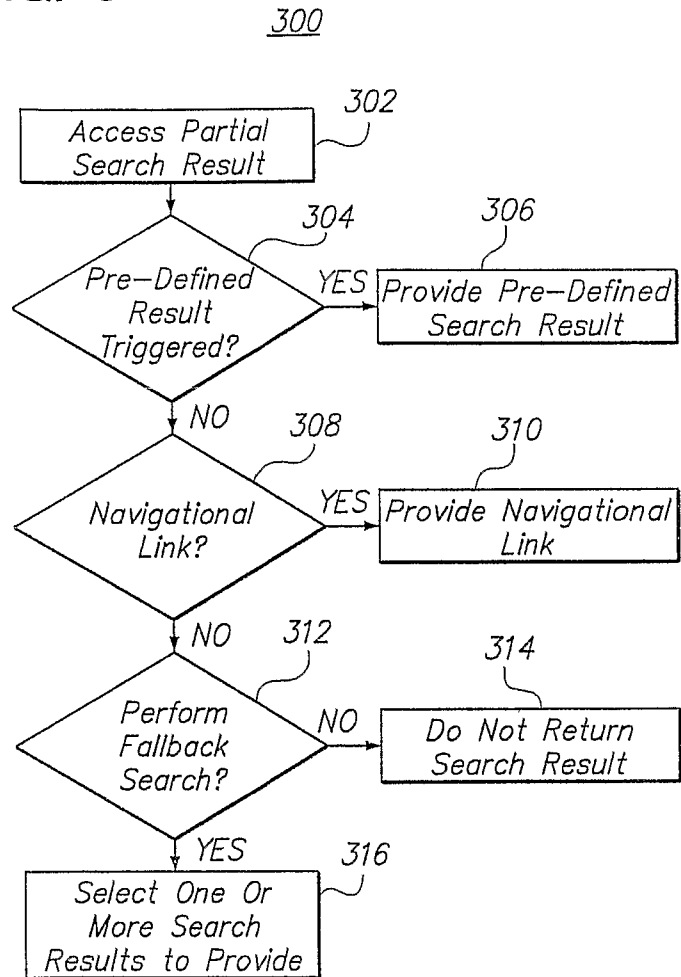 300
302
Access Partial
Search Result
304
306
Pre-Defined
Result
Triggered?
YES
Provide Pre-Defined
Search Result
NO
308
310
Navigational
Link?
YES
Provide Navigational
Link
NO
312
314
Perform
Fallback
Search?
NO
Do Not Return
Search Result
YES
316
Select One Or
More Search
Results to Provide